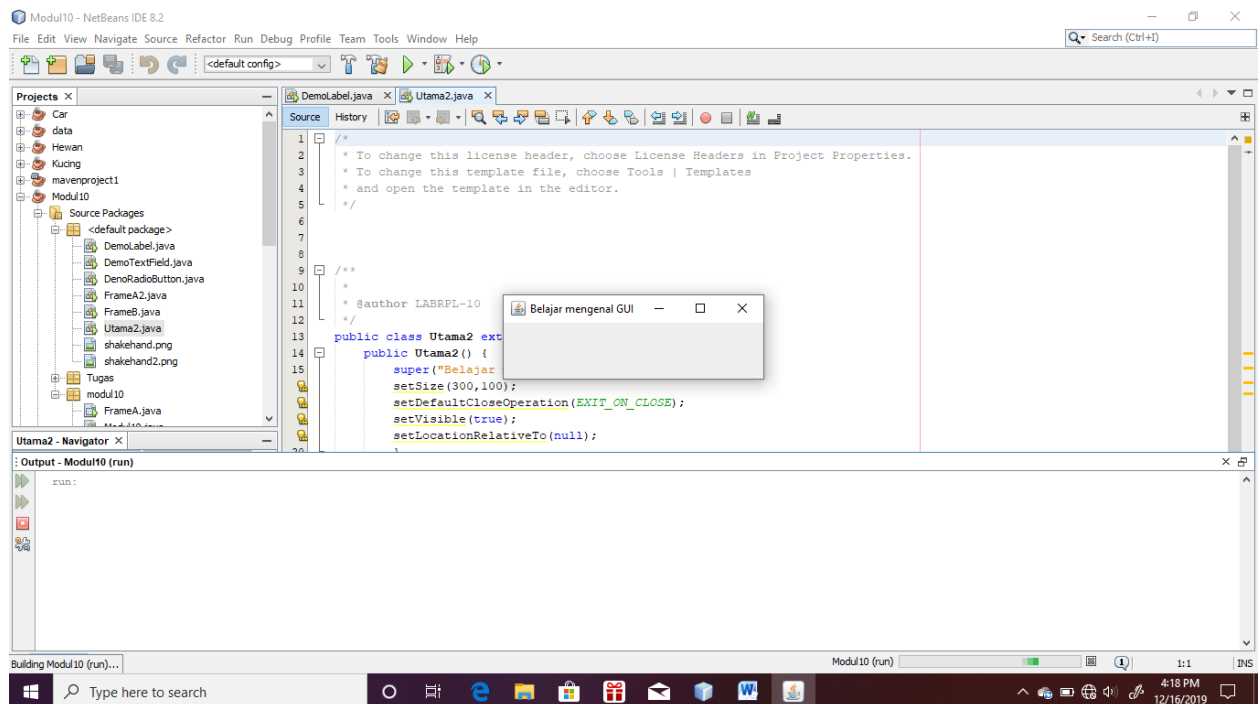 Modul10 - NetBeans IDE 8.2
File Edit View Navigate Source Refactor Run Debug Profile Team Tools Window Help
Search (Ctrl+I)
<default config>
Projects
Car
data
Hewan
Kucing
mavenproject1
Modul10
Source Packages
<default package>
DemoLabel.java
DemoTextField.java
DenoRadioButton.java
FrameA2.java
FrameB.java
Utama2.java
shakehand.png
shakehand2.png
Tugas
modul10
FrameA.java
Utama2 - Navigator
DemoLabel.java
Utama2.java
Source History
1 /*
2 * To change this license header, choose License Headers in Project Properties.
3 * To change this template file, choose Tools | Templates
4 * and open the template in the editor.
5 */
6
7
8
9 /**
10 *
11 * @author LABRPL-10
12 */
13 public class Utama2 ext
14 public Utama2() {
15 super("Belajar
setSize(300,100);
setDefaultCloseOperation(EXIT_ON_CLOSE);
setVisible(true);
setLocationRelativeTo(null);
20 }
Belajar mengenal GUI
Output - Modul10 (run)
run:
Building Modul10 (run)...
Modul10 (run)
1
1:1
INS
Type here to search
4:18 PM
12/16/2019